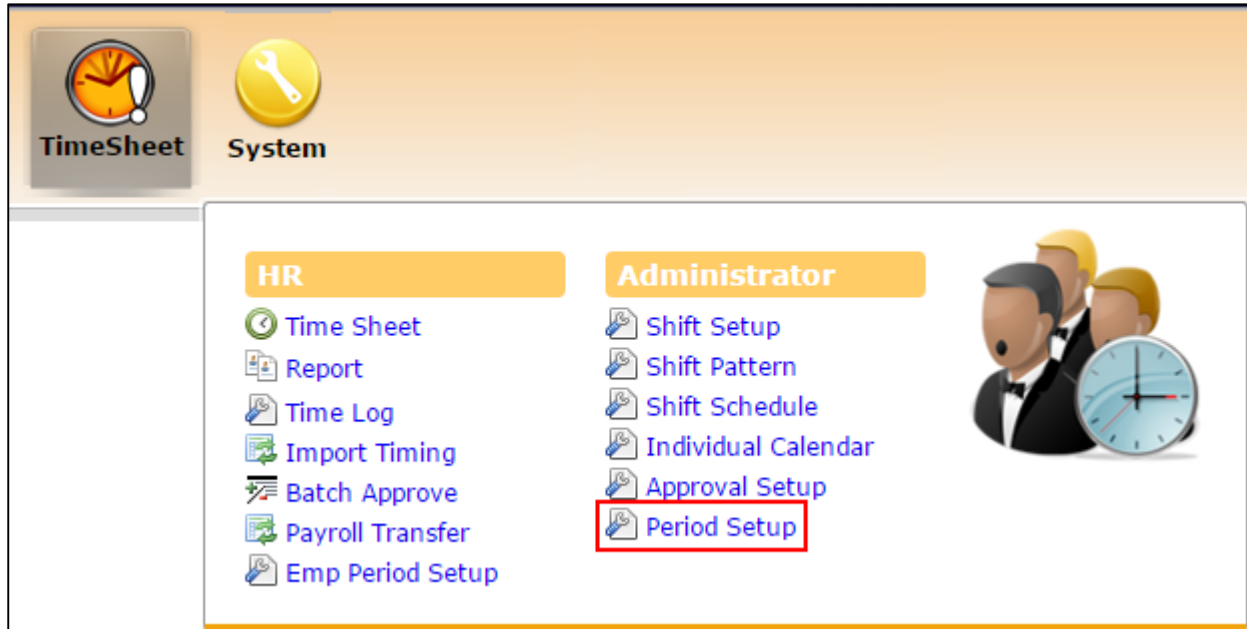 TimeSheet
System
HR
Time Sheet
Report
Time Log
Import Timing
Batch Approve
Payroll Transfer
Emp Period Setup
Administrator
Shift Setup
Shift Pattern
Shift Schedule
Individual Calendar
Approval Setup
Period Setup